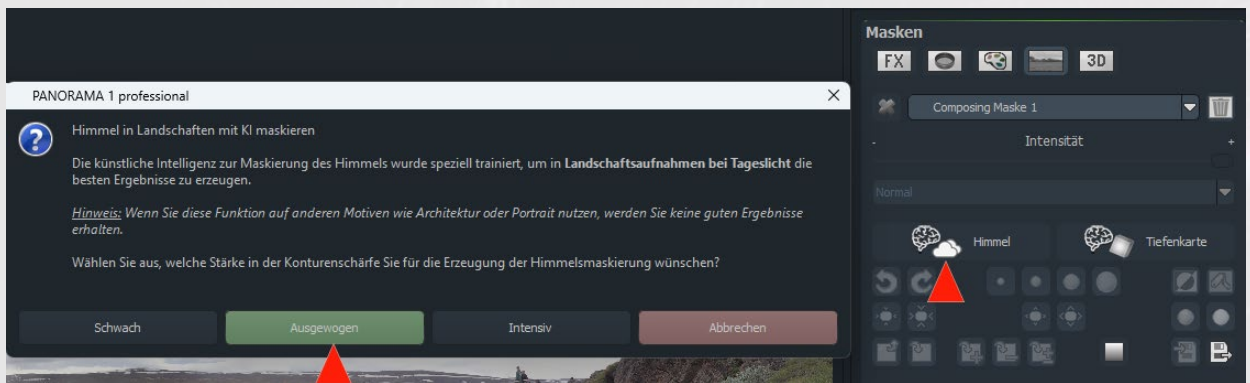 Masken
FX
3D
PANORAMA 1 professional
Composing Maske 1
Himmel in Landschaften mit KI maskieren
- Intensität +
Die künstliche Intelligenz zur Maskierung des Himmels wurde speziell trainiert, um in Landschaftsaufnahmen bei Tageslicht die
besten Ergebnisse zu erzeugen.
Normal
Hinweis: Wenn Sie diese Funktion auf anderen Motiven wie Architektur oder Portrait nutzen, werden Sie keine guten Ergebnisse
erhalten.
Himmel
Tiefenkarte
Wählen Sie aus, welche Stärke in der Konturenschärfe Sie für die Erzeugung der Himmelsmaskierung wünschen?
Schwach
Ausgewogen
Intensiv
Abbrechen